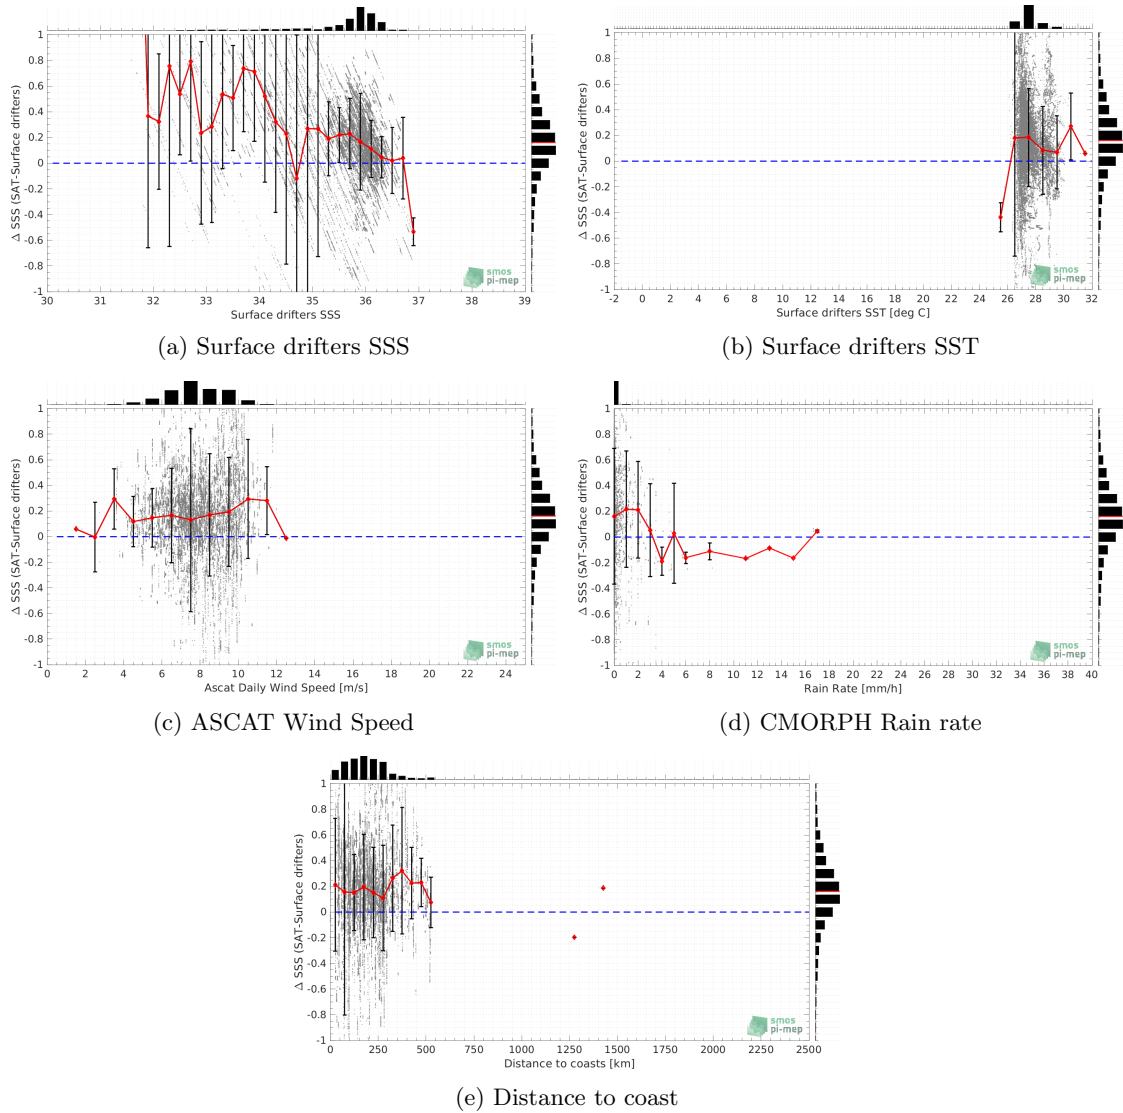 1
0.8
0.6
0.4
0.2
0
-0.2
-0.4
-0.6
-0.8
-1
Δ SSS (SAT-Surface drifters)
30 31 32 33 34 35 36 37 38 39
Surface drifters SSS
smos
pi-mep
(a) Surface drifters SSS
1
0.8
0.6
0.4
0.2
0
-0.2
-0.4
-0.6
-0.8
-1
Δ SSS (SAT-Surface drifters)
-2 0 2 4 6 8 10 12 14 16 18 20 22 24 26 28 30 32
Surface drifters SST [deg C]
smos
pi-mep
(b) Surface drifters SST
1
0.8
0.6
0.4
0.2
0
-0.2
-0.4
-0.6
-0.8
-1
Δ SSS (SAT-Surface drifters)
0 2 4 6 8 10 12 14 16 18 20 22 24
Ascat Daily Wind Speed [m/s]
smos
pi-mep
(c) ASCAT Wind Speed
1
0.8
0.6
0.4
0.2
0
-0.2
-0.4
-0.6
-0.8
-1
Δ SSS (SAT-Surface drifters)
0 2 4 6 8 10 12 14 16 18 20 22 24 26 28 30 32 34 36 38 40
Rain Rate [mm/h]
smos
pi-mep
(d) CMORPH Rain rate
1
0.8
0.6
0.4
0.2
0
-0.2
-0.4
-0.6
-0.8
-1
Δ SSS (SAT-Surface drifters)
0 250 500 750 1000 1250 1500 1750 2000 2250 2500
Distance to coasts [km]
smos
pi-mep
(e) Distance to coast